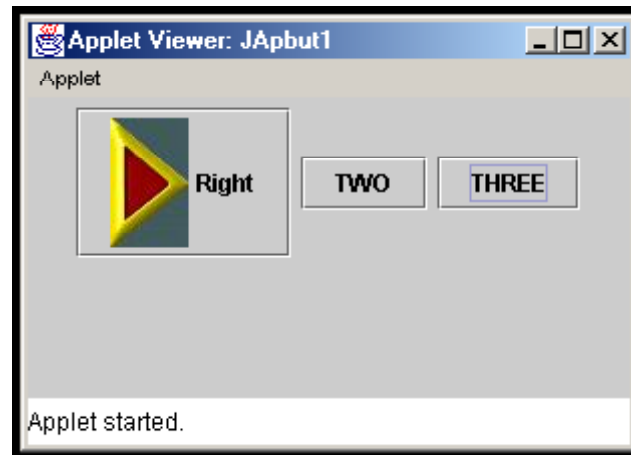 Applet Viewer: JApbut1
Applet
Right TWO THREE
Applet started.